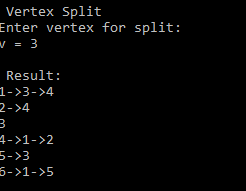 Vertex Split
Enter vertex for split:
v = 3
Result:
1->3->4
2->4
3
4->1->2
5->3
6->1->5